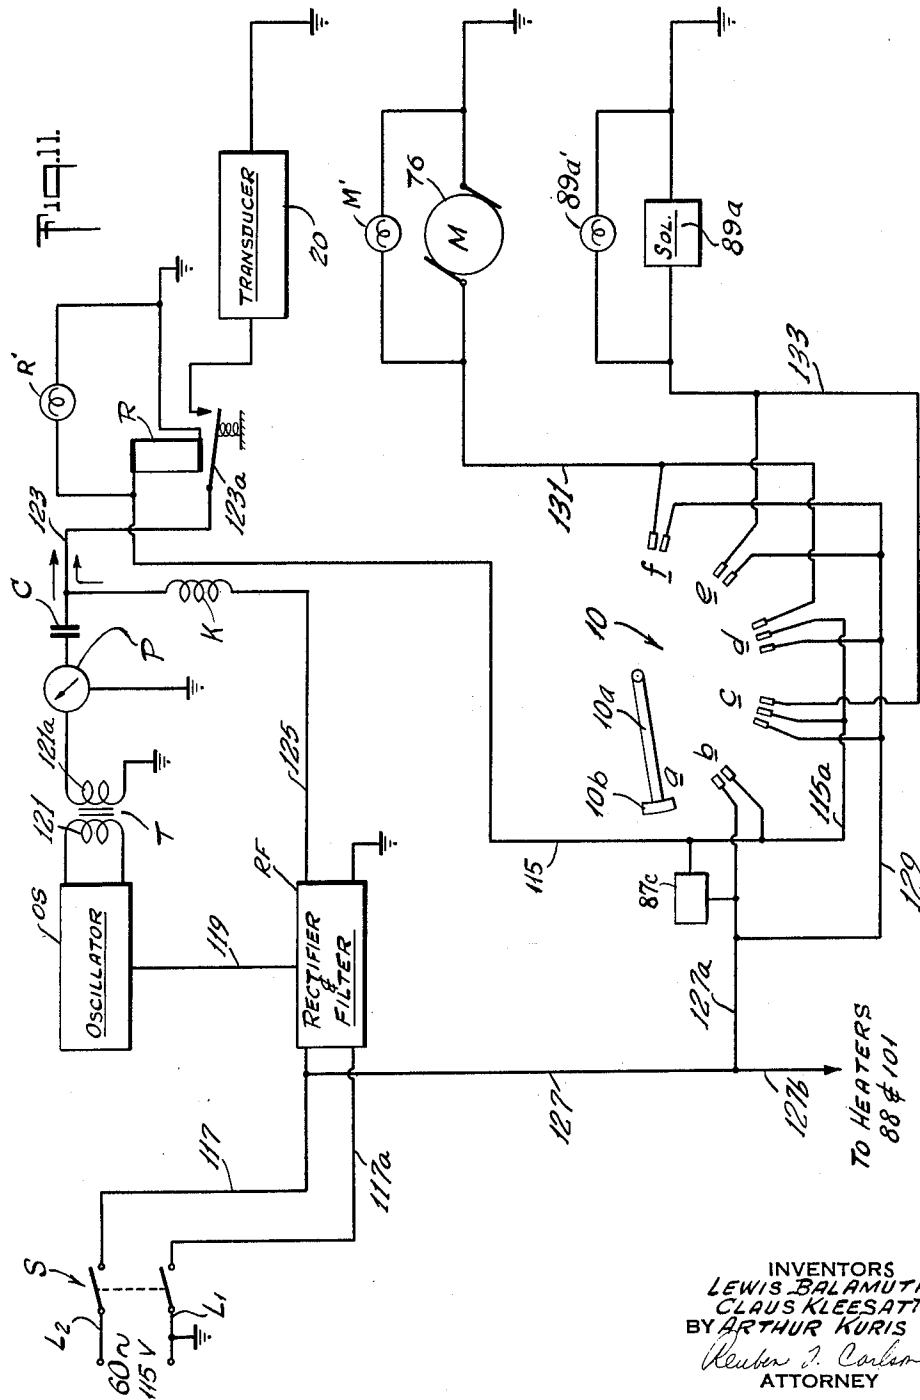 Fig.11.
S
L2
60~
115 V
L1
117
117a
OS
OSCILLATOR
119
RF
RECTIFIER
&
FILTER
121
121a
T
P
C
123
125
K
R'
R
123a
TRANSDUCER
20
M'
M
76
89a'
SOL.
89a
133
131
127
127a
127b
TO HEATERS
88 & 101
115
87c
115a
129
10
10a
10b
a
b
c
d
e
f
INVENTORS
LEWIS BALAMUTH
CLAUS KLEESATT
BY ARTHUR KURIS
Reuben J. Carlson
ATTORNEY